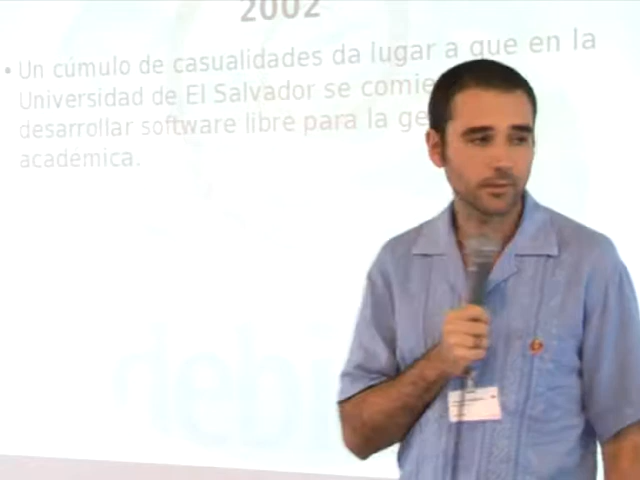 2002
• Un cúmulo de casualidades da lugar a que en la
Universidad de El Salvador se comie
desarrollar software libre para la ge
académica.
debi